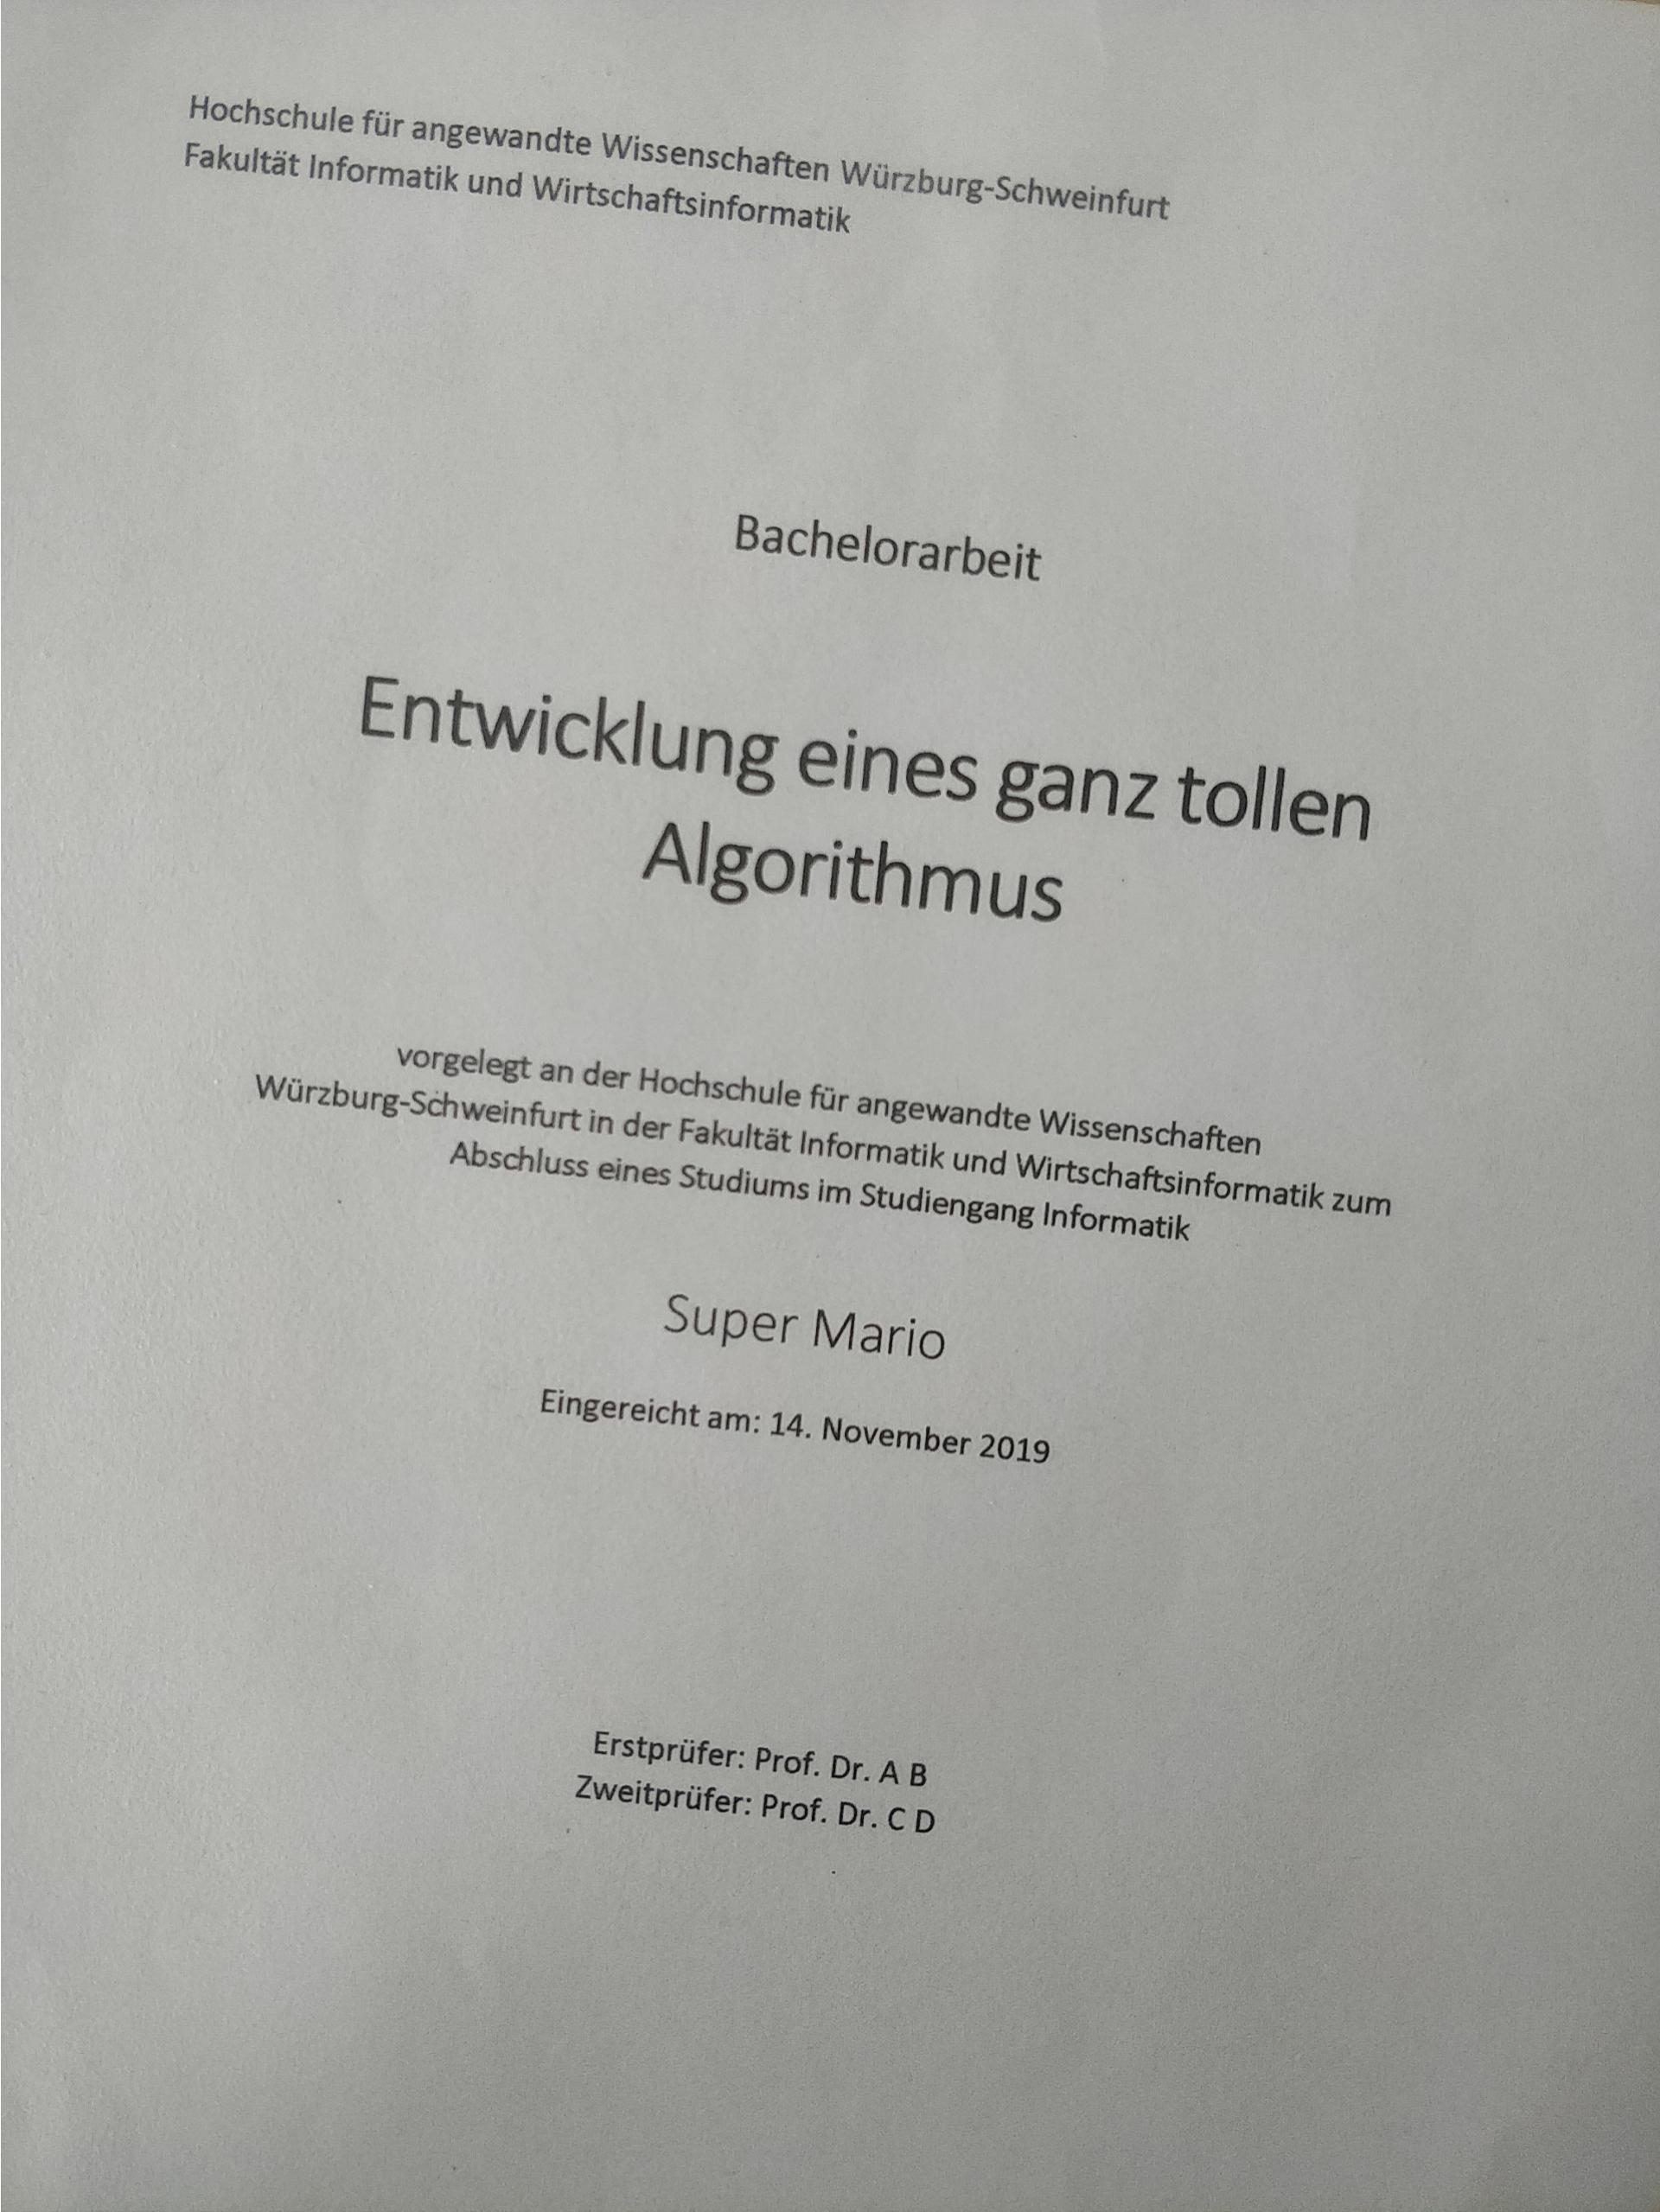 Hochschule für angewandte Wissenschaften Würzburg-Schweinfurt
Fakultät Informatik und Wirtschaftsinformatik
Bachelorarbeit
Entwicklung eines ganz tollen
Algorithmus
vorgelegt an der Hochschule für angewandte Wissenschaften
Würzburg-Schweinfurt in der Fakultät Informatik und Wirtschaftsinformatik zum
Abschluss eines Studiums im Studiengang Informatik
Super Mario
Eingereicht am: 14. November 2019
Erstprüfer: Prof. Dr. A B
Zweitprüfer: Prof. Dr. C D